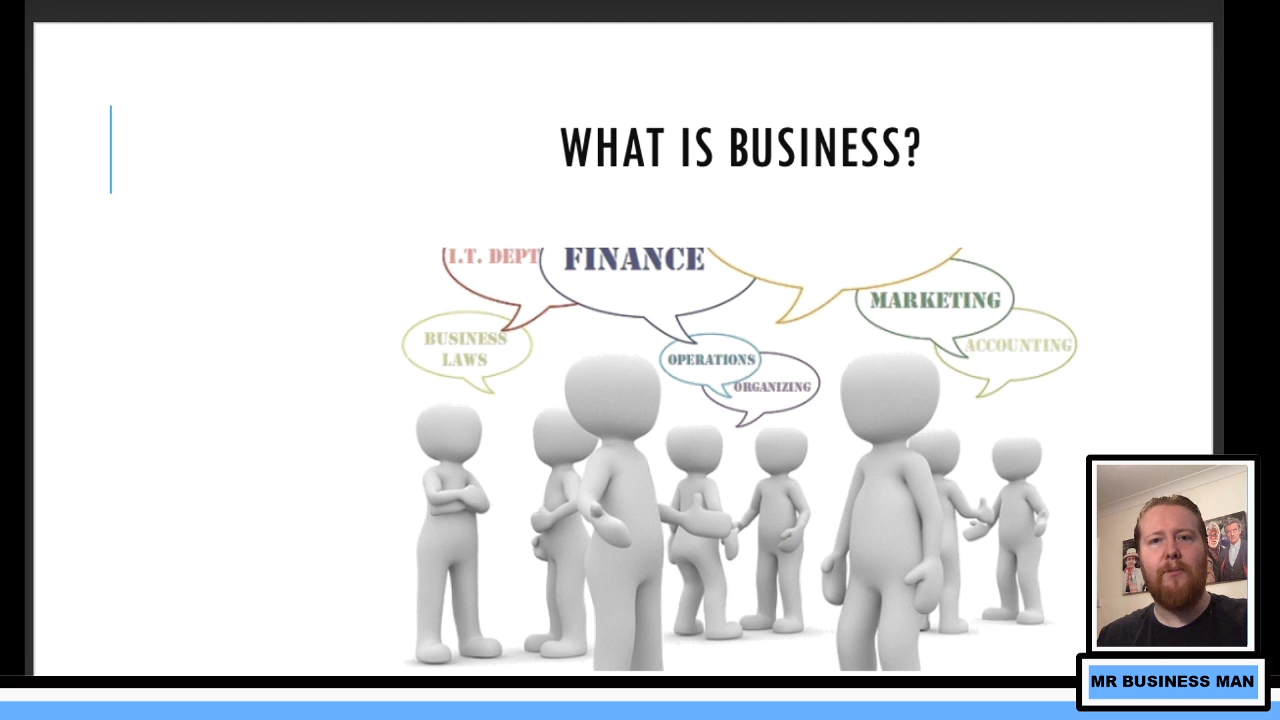 WHAT IS BUSINESS?
I.T. DEPT
FINANCE
MARKETING
BUSINESS
LAWS
OPERATIONS
ORGANIZING
ACCOUNTING
MR BUSINESS MAN